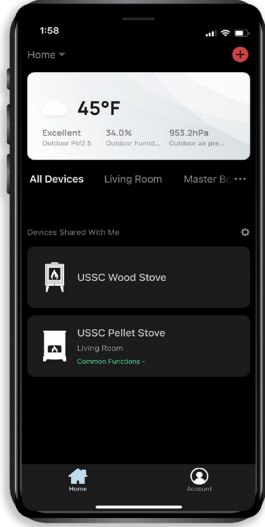 1:58
Home
45°F
Excellent 34.0% 953.2hPa
Outdoor PM2.5 Outdoor humid... Outdoor air pre...
All Devices Living Room Master Be ...
Devices Shared With Me
USSC Wood Stove
USSC Pellet Stove
Living Room
Common Functions
Home Account